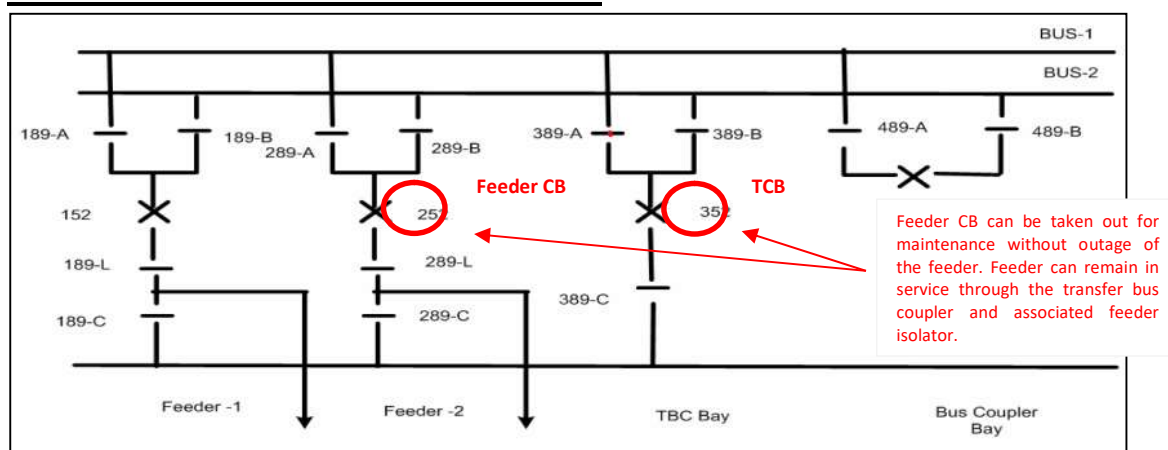 BUS-1
BUS-2
189-A
189-B
289-A
289-B
389-A
389-B
489-A
489-B
Feeder CB
TCB
152
252
352
Feeder CB can be taken out for
maintenance without outage of
the feeder. Feeder can remain in
service through the transfer bus
coupler and associated feeder
isolator.
189-L
289-L
389-C
189-C
289-C
Feeder -1
Feeder -2
TBC Bay
Bus Coupler
Bay